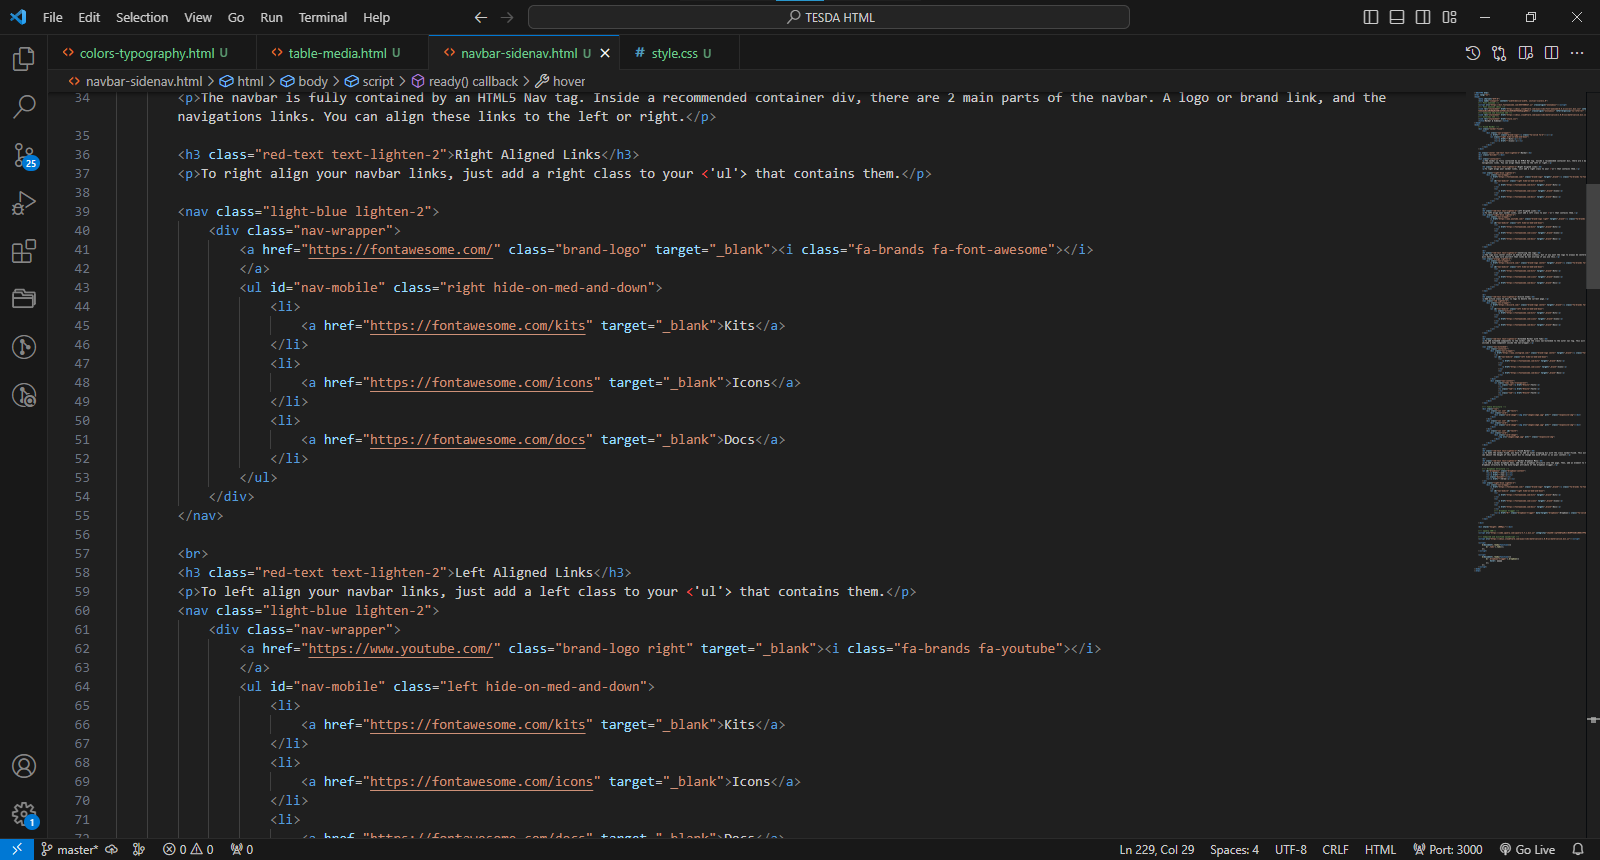 File Edit Selection View Go Run Terminal Help TESDA HTML
colors-typography.html U table-media.html U navbar-sidenav.html U style.css U
navbar-sidenav.html > html > body > script > ready() callback > hover
34 <p>The navbar is fully contained by an HTML5 Nav tag. Inside a recommended container div, there are 2 main parts of the navbar. A logo or brand link, and the
navigations links. You can align these links to the left or right.</p>
35
36 <h3 class="red-text text-lighten-2">Right Aligned Links</h3>
37 <p>To right align your navbar links, just add a right class to your <'ul'> that contains them.</p>
38
39 <nav class="light-blue lighten-2">
40 <div class="nav-wrapper">
41 <a href="https://fontawesome.com/" class="brand-logo" target="_blank"><i class="fa-brands fa-font-awesome"></i>
42 </a>
43 <ul id="nav-mobile" class="right hide-on-med-and-down">
44 <li>
45 <a href="https://fontawesome.com/kits" target="_blank">Kits</a>
46 </li>
47 <li>
48 <a href="https://fontawesome.com/icons" target="_blank">Icons</a>
49 </li>
50 <li>
51 <a href="https://fontawesome.com/docs" target="_blank">Docs</a>
52 </li>
53 </ul>
54 </div>
55 </nav>
56
57 <br>
58 <h3 class="red-text text-lighten-2">Left Aligned Links</h3>
59 <p>To left align your navbar links, just add a left class to your <'ul'> that contains them.</p>
60 <nav class="light-blue lighten-2">
61 <div class="nav-wrapper">
62 <a href="https://www.youtube.com/" class="brand-logo right" target="_blank"><i class="fa-brands fa-youtube"></i>
63 </a>
64 <ul id="nav-mobile" class="left hide-on-med-and-down">
65 <li>
66 <a href="https://fontawesome.com/kits" target="_blank">Kits</a>
67 </li>
68 <li>
69 <a href="https://fontawesome.com/icons" target="_blank">Icons</a>
70 </li>
71 <li>
72 <a href="https://fontawesome.com/docs" target="_blank">Docs</a>
25
1
master* 0 0 0 Ln 229, Col 29 Spaces: 4 UTF-8 CRLF HTML Port: 3000 Go Live